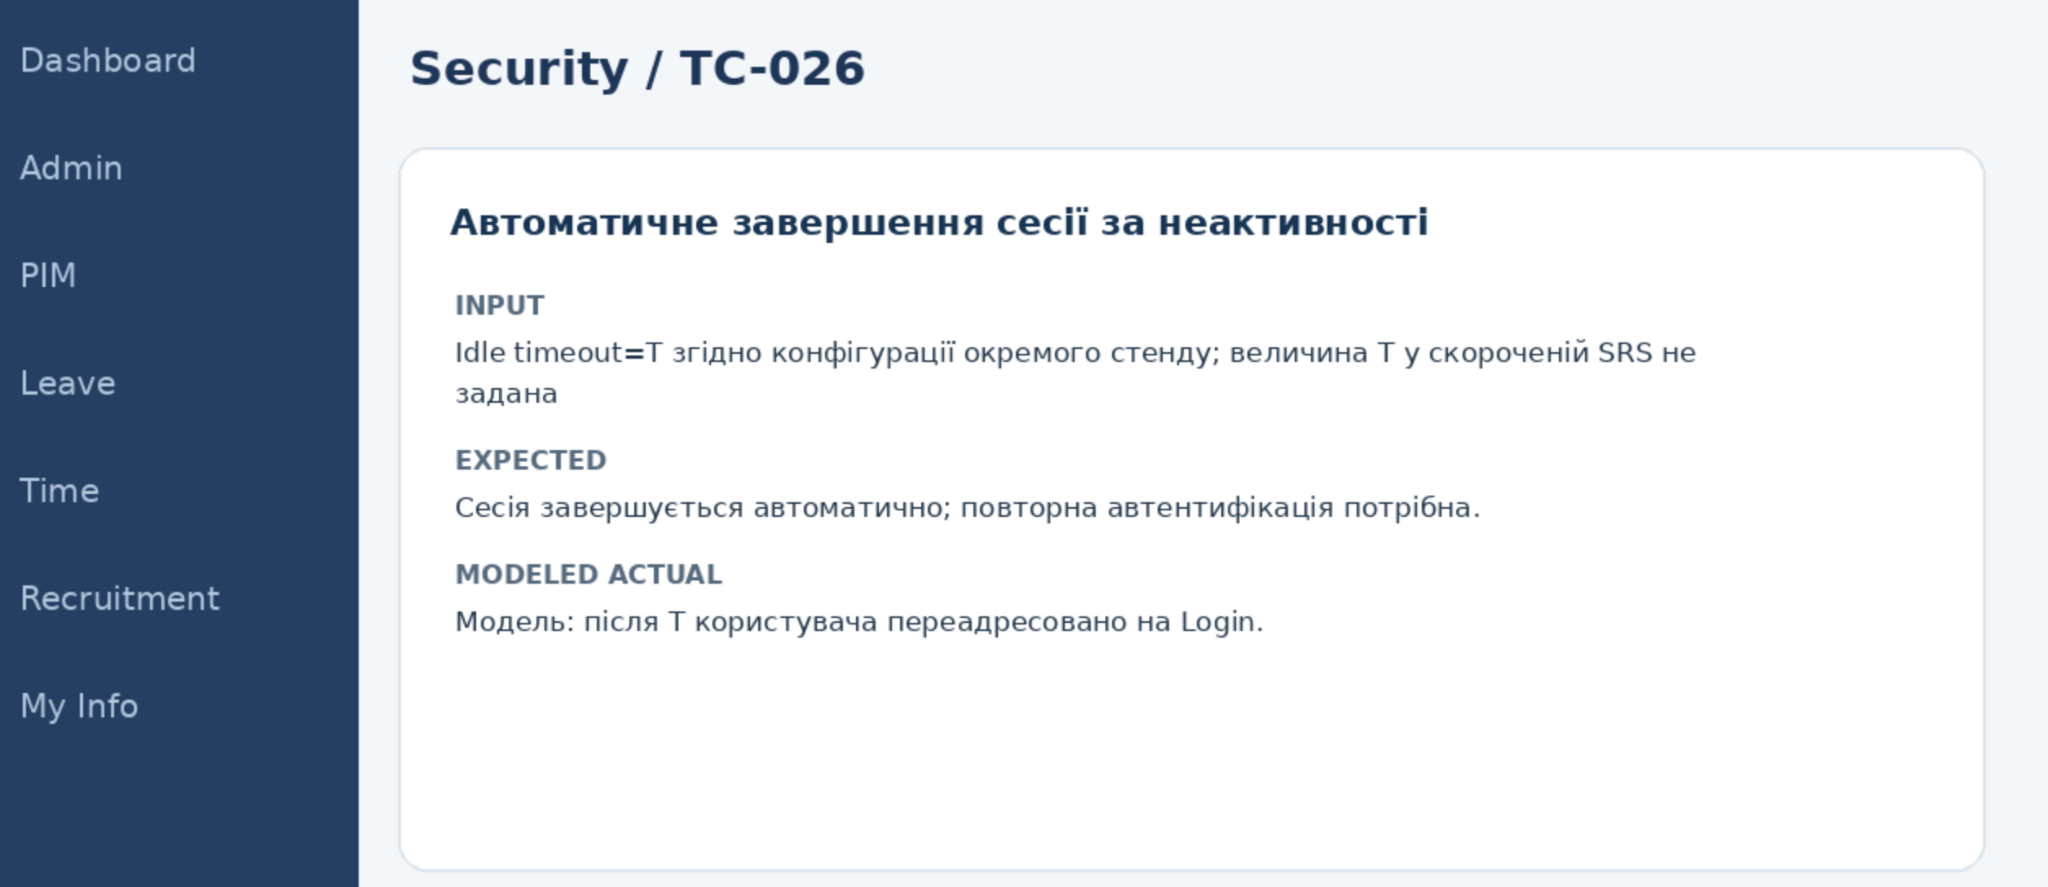 Dashboard
Admin
PIM
Leave
Time
Recruitment
My Info
Security / TC-026
Автоматичне завершення сесії за неактивності
INPUT
Idle timeout=T згідно конфігурації окремого стенду; величина T у скороченій SRS не
задана
EXPECTED
Сесія завершується автоматично; повторна автентифікація потрібна.
MODELED ACTUAL
Модель: після T користувача переадресовано на Login.